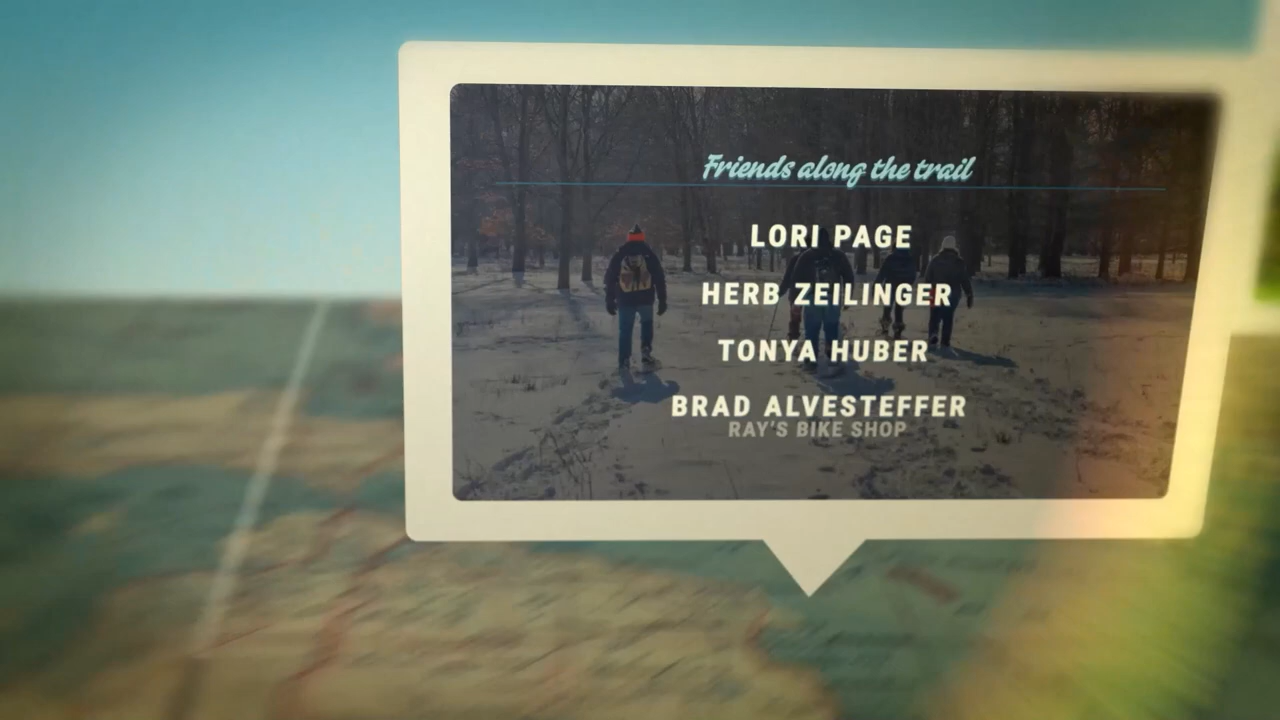 Friends along the trail
LORI PAGE
HERB ZEILINGER
TONYA HUBER
BRAD ALVESTEFFER
RAY'S BIKE SHOP